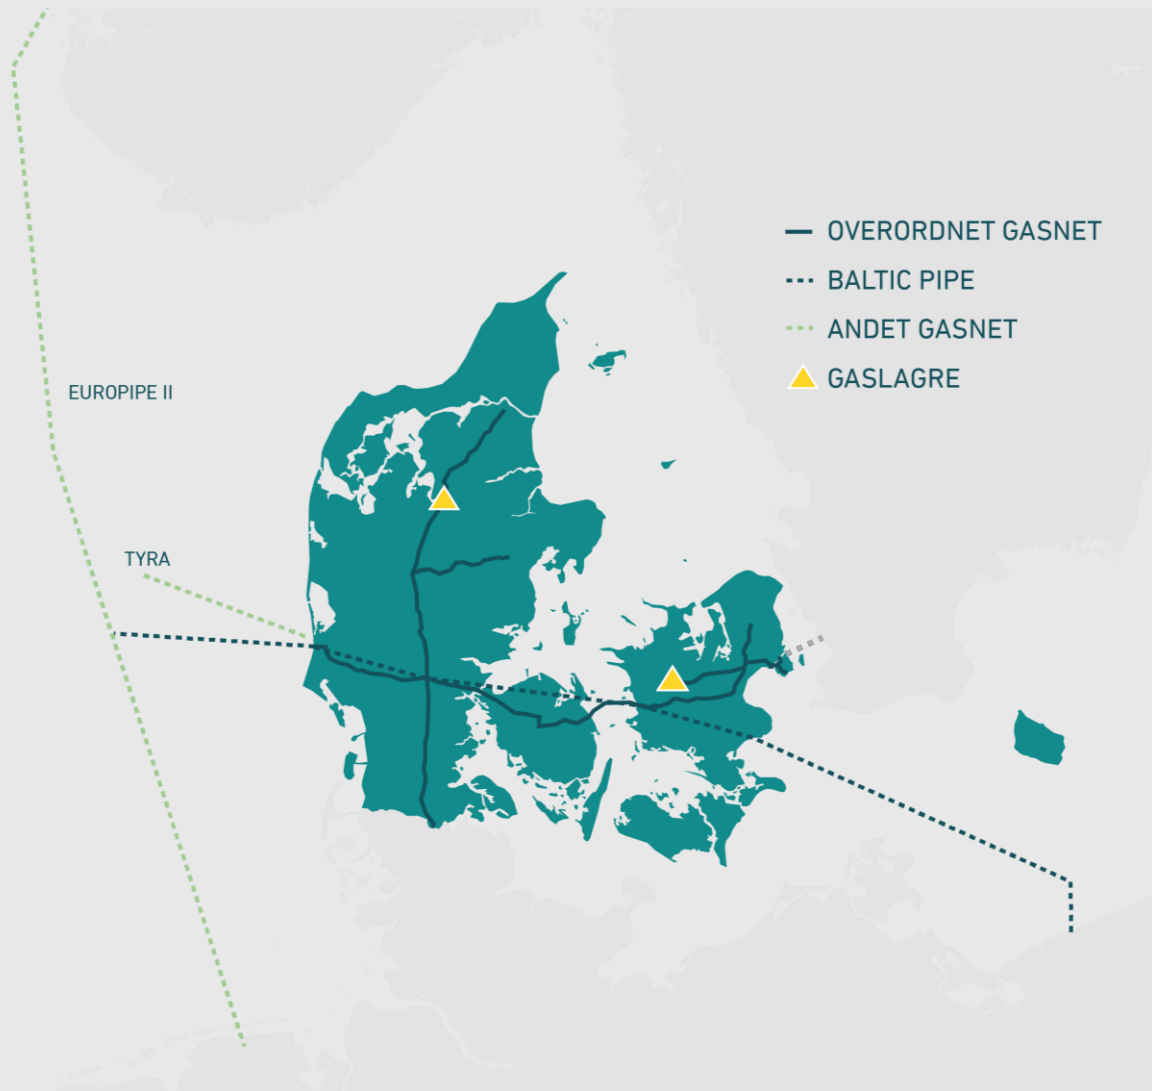 OVERORDNET GASNET
BALTIC PIPE
ANDET GASNET
GASLAGRE
EUROPIPE II
TYRA